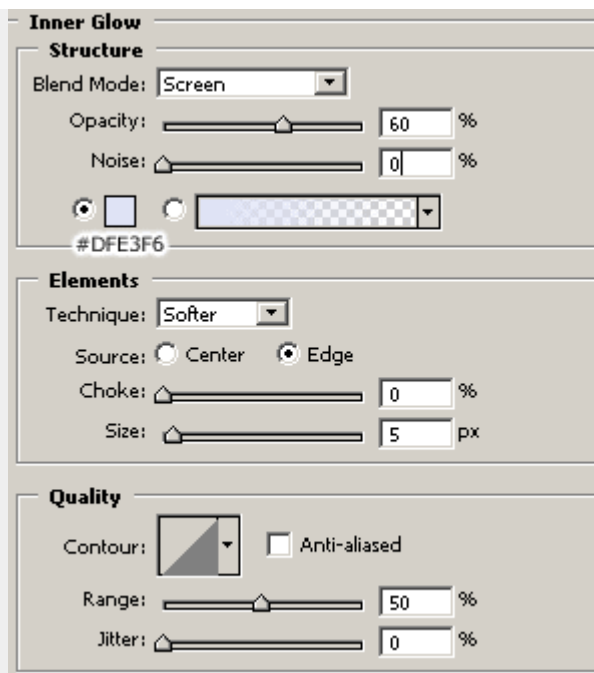 Inner Glow
Structure
Blend Mode: Screen
Opacity: 60 %
Noise: 0 %
#DFE3F6
Elements
Technique: Softer
Source: Center Edge
Choke: 0 %
Size: 5 px
Quality
Contour: Anti-aliased
Range: 50 %
Jitter: 0 %